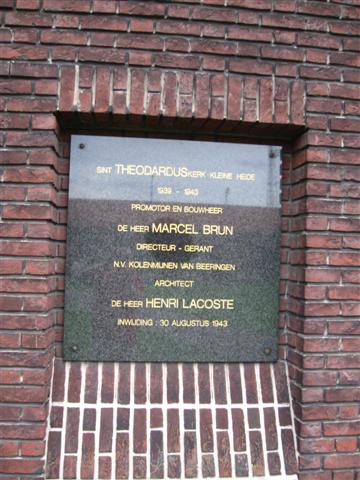 SINT THEODARDUSKERK KLEINE HEIDE
1939 - 1943
PROMOTOR EN BOUWHEER
DE HEER MARCEL BRUN
DIRECTEUR - GERANT
N.V. KOLENMIJNEN VAN BEERINGEN
ARCHITECT
DE HEER HENRI LACOSTE
INWIJDING : 30 AUGUSTUS 1943